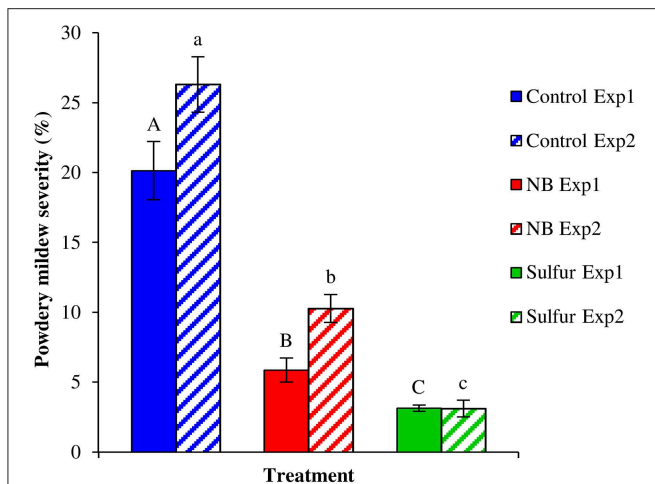 30
25
20
15
10
5
0
Powdery mildew severity (%)
A
a
B
b
C
c
Treatment
Control Exp1
Control Exp2
NB Exp1
NB Exp2
Sulfur Exp1
Sulfur Exp2